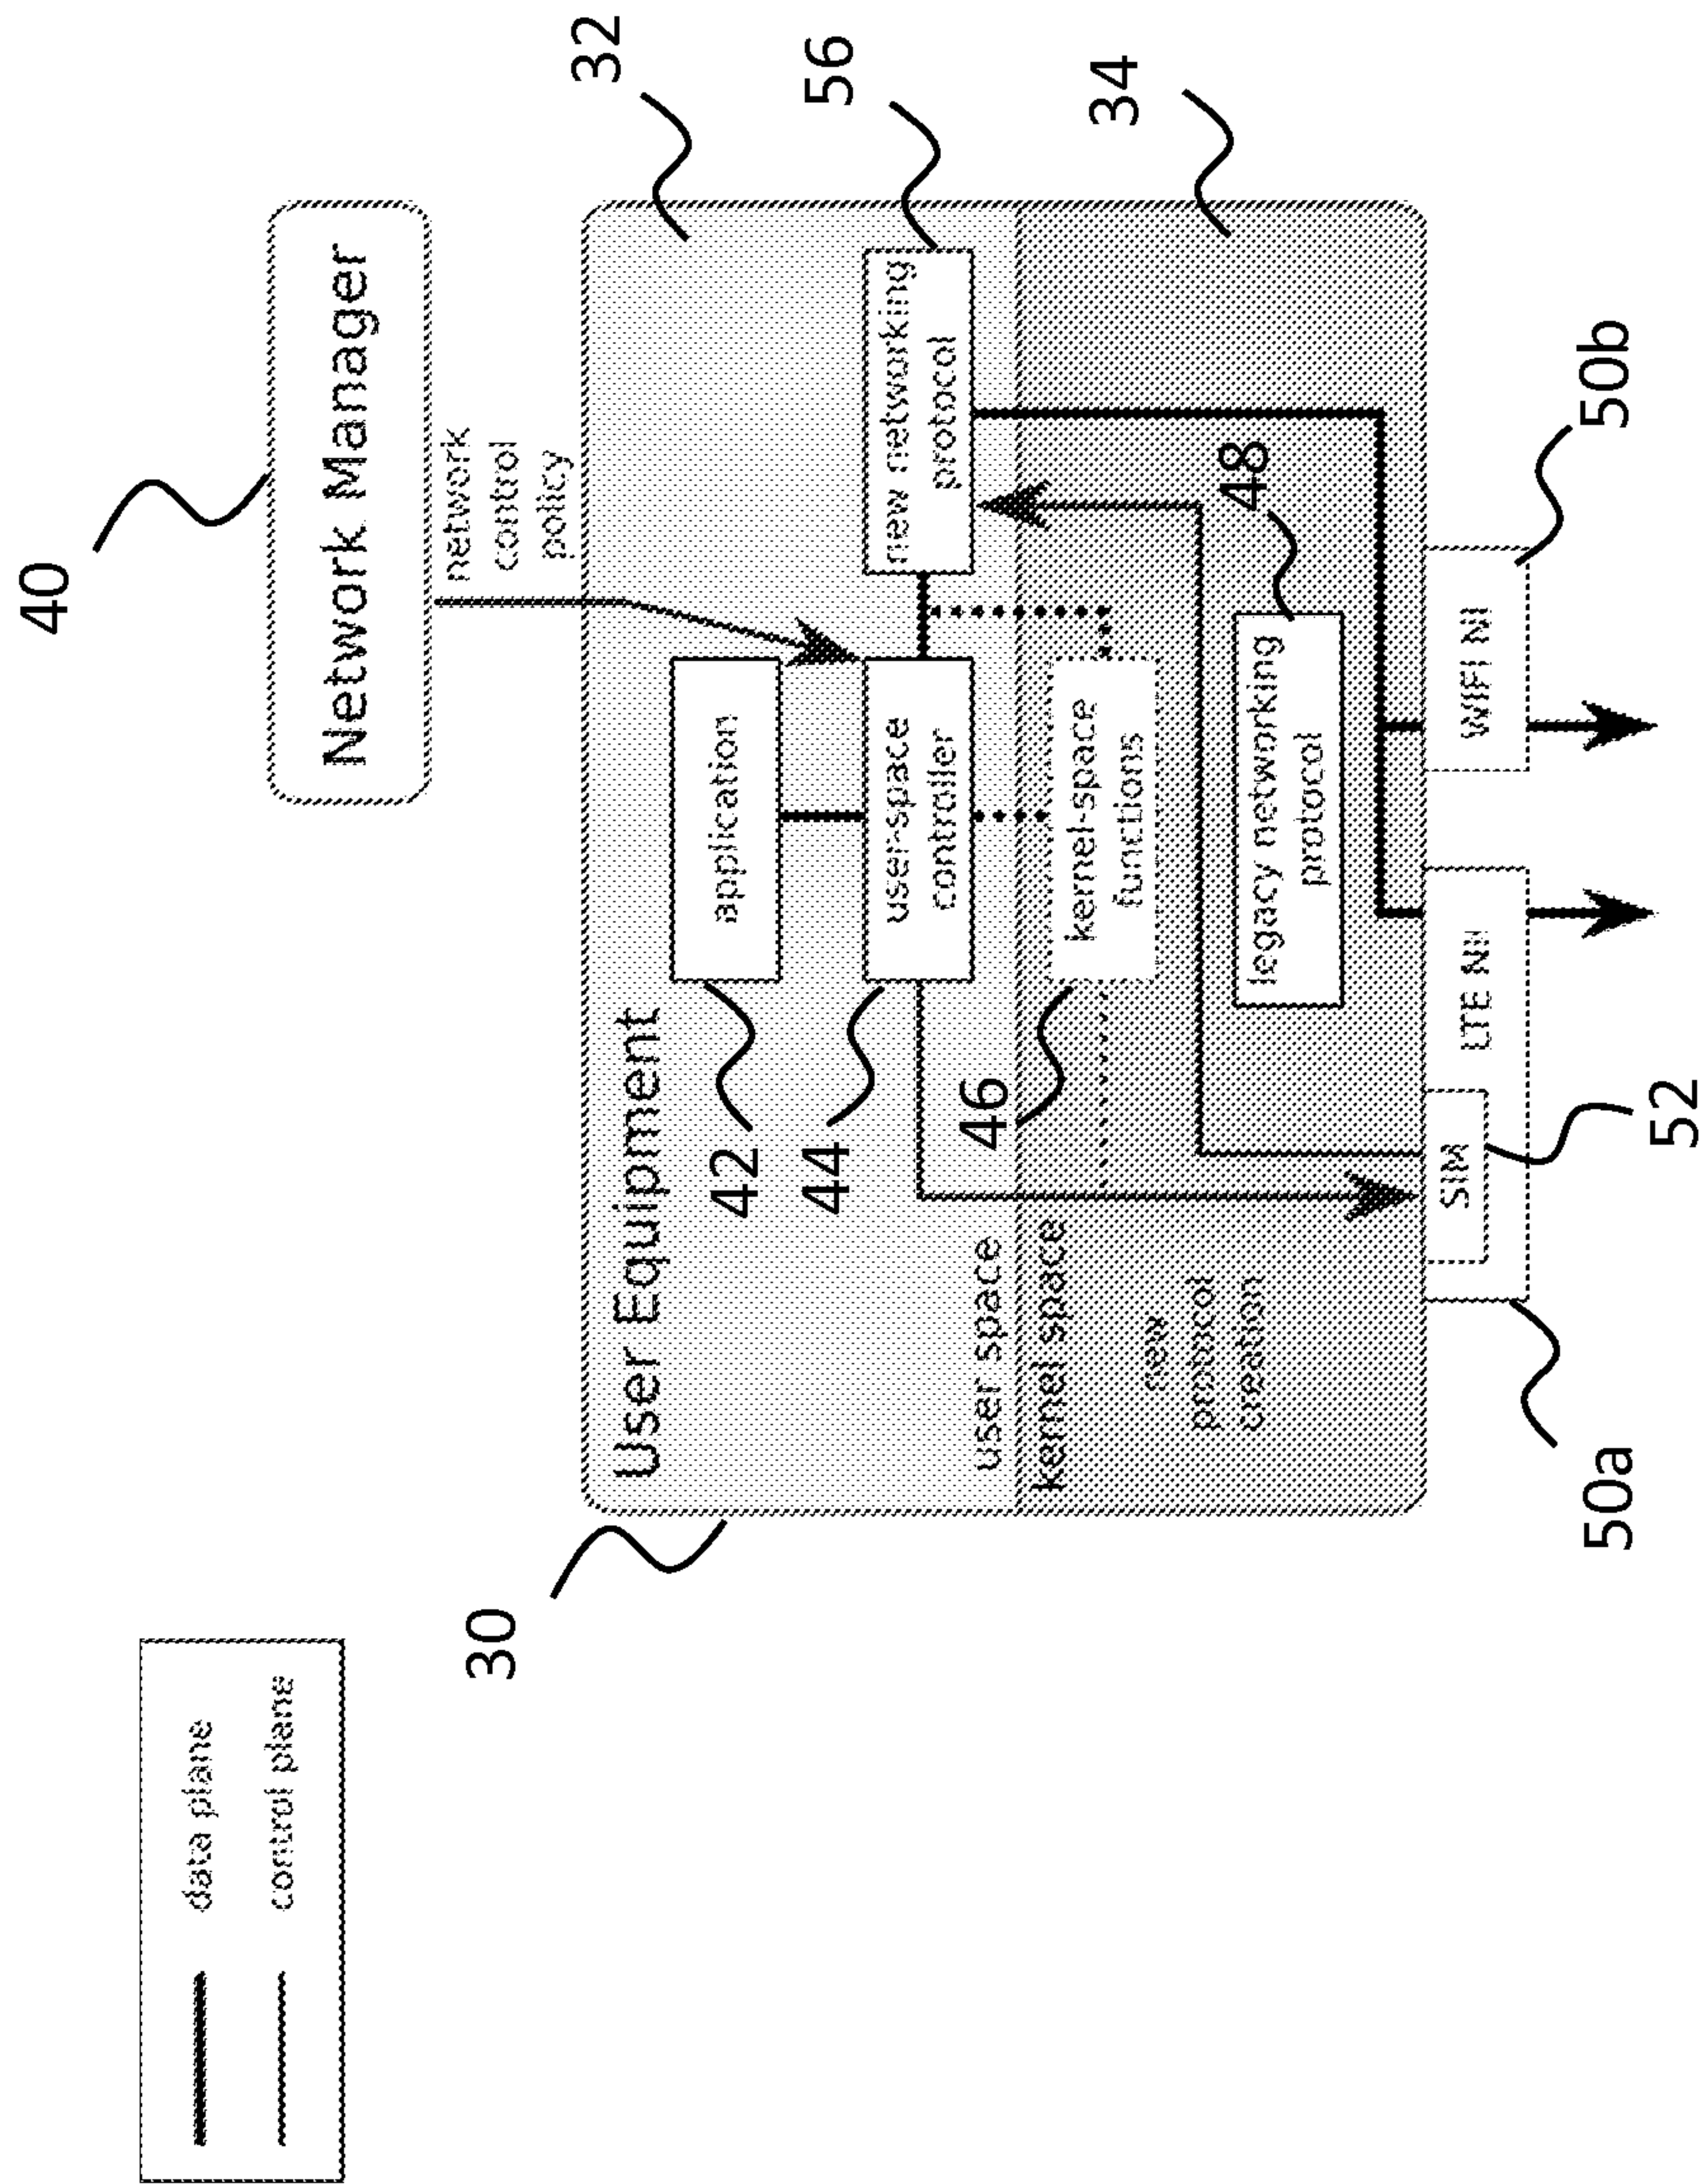 data plane
control plane
40
Network Manager
network
control
policy
30
User Equipment
32
42
application
44
user-space
controller
new networking
protocol
56
user space
kernel space
46
kernel-space
functions
34
new
protocol
creation
legacy networking
protocol
48
SIM
LTE NI
WIFI NI
50a
52
50b